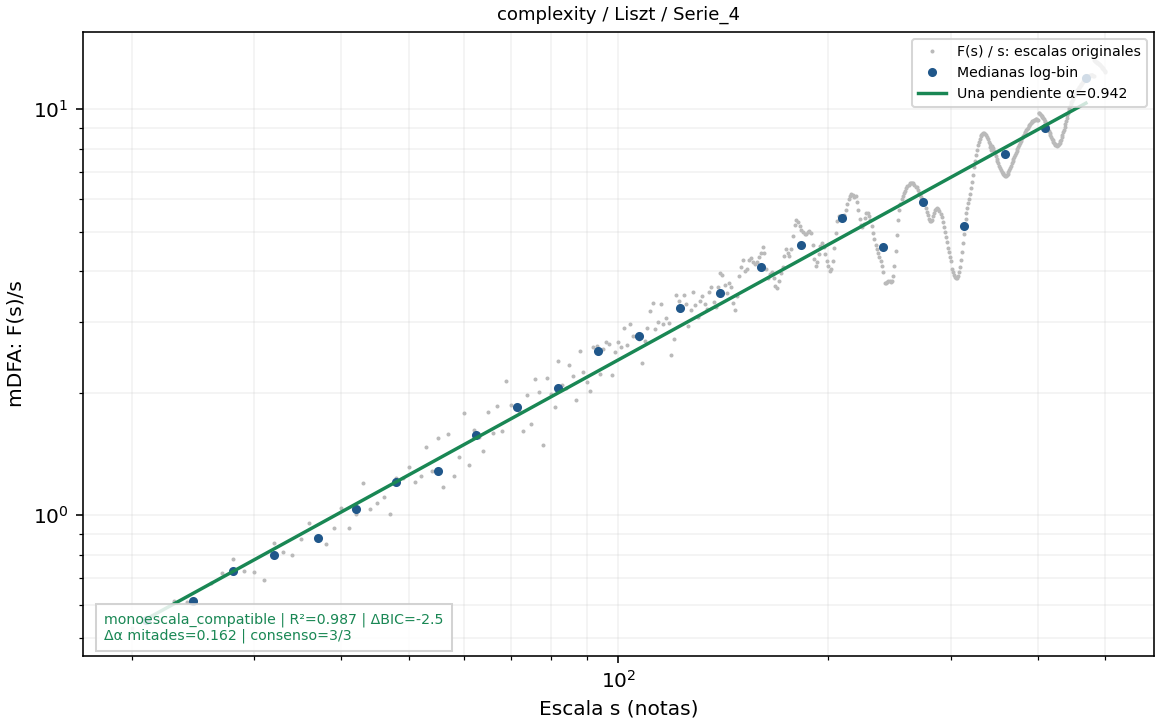 complexity / Liszt / Serie_4
F(s) / s: escalas originales
Medianas log-bin
Una pendiente α=0.942
10¹
10⁰
mDFA: F(s)/s
monoescala_compatible | R²=0.987 | ΔBIC=-2.5
Δα mitades=0.162 | consenso=3/3
10²
Escala s (notas)